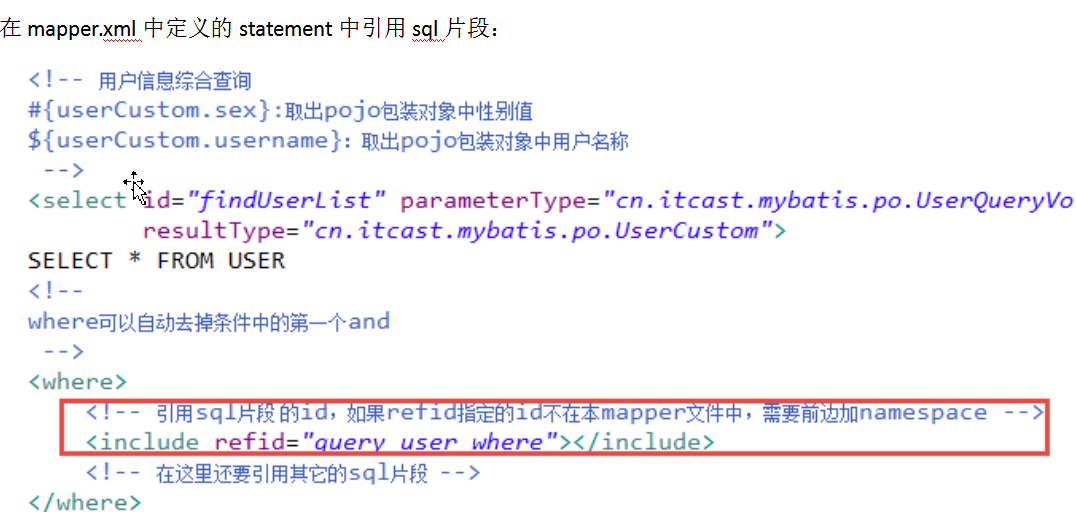 在 mapper.xml 中定义的 statement 中引用 sql 片段：
<!-- 用户信息综合查询
#{userCustom.sex}:取出pojo包装对象中性别值
${userCustom.username}：取出pojo包装对象中用户名称
-->
<select id="findUserList" parameterType="cn.itcast.mybatis.po.UserQueryVo
resultType="cn.itcast.mybatis.po.UserCustom">
SELECT * FROM USER
<!--
where可以自动去掉条件中的第一个and
-->
<where>
<!-- 引用sql片段 的id，如果refid指定的id不在本mapper文件中，需要前边加namespace -->
<include refid="query_user_where"></include>
<!-- 在这里还要引用其它的sql片段 -->
</where>